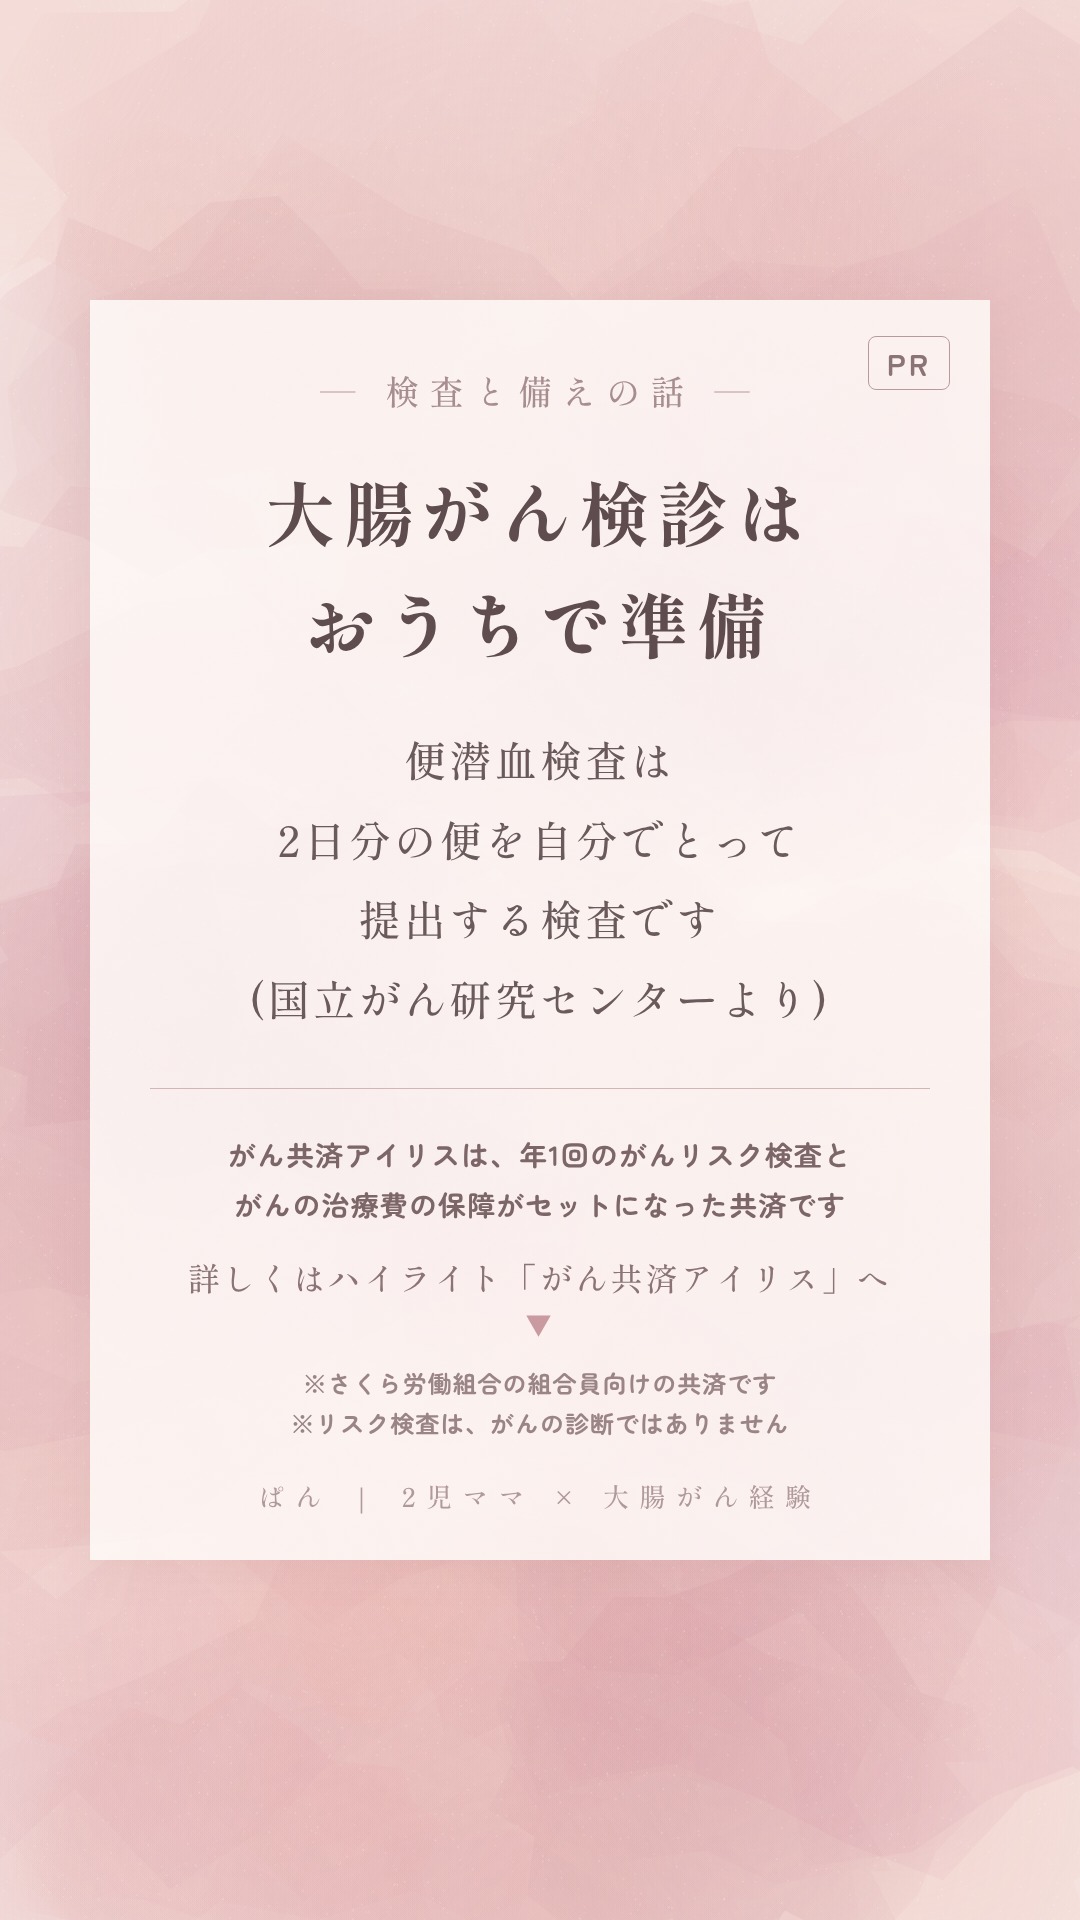 PR
― 検査と備えの話 ―
大腸がん検診は
おうちで準備
便潜血検査は
2日分の便を自分でとって
提出する検査です
(国立がん研究センターより)
がん共済アイリスは、年1回のがんリスク検査と
がんの治療費の保障がセットになった共済です
詳しくはハイライト「がん共済アイリス」へ
▼
※さくら労働組合の組合員向けの共済です
※リスク検査は、がんの診断ではありません
ぱん | 2児ママ × 大腸がん経験